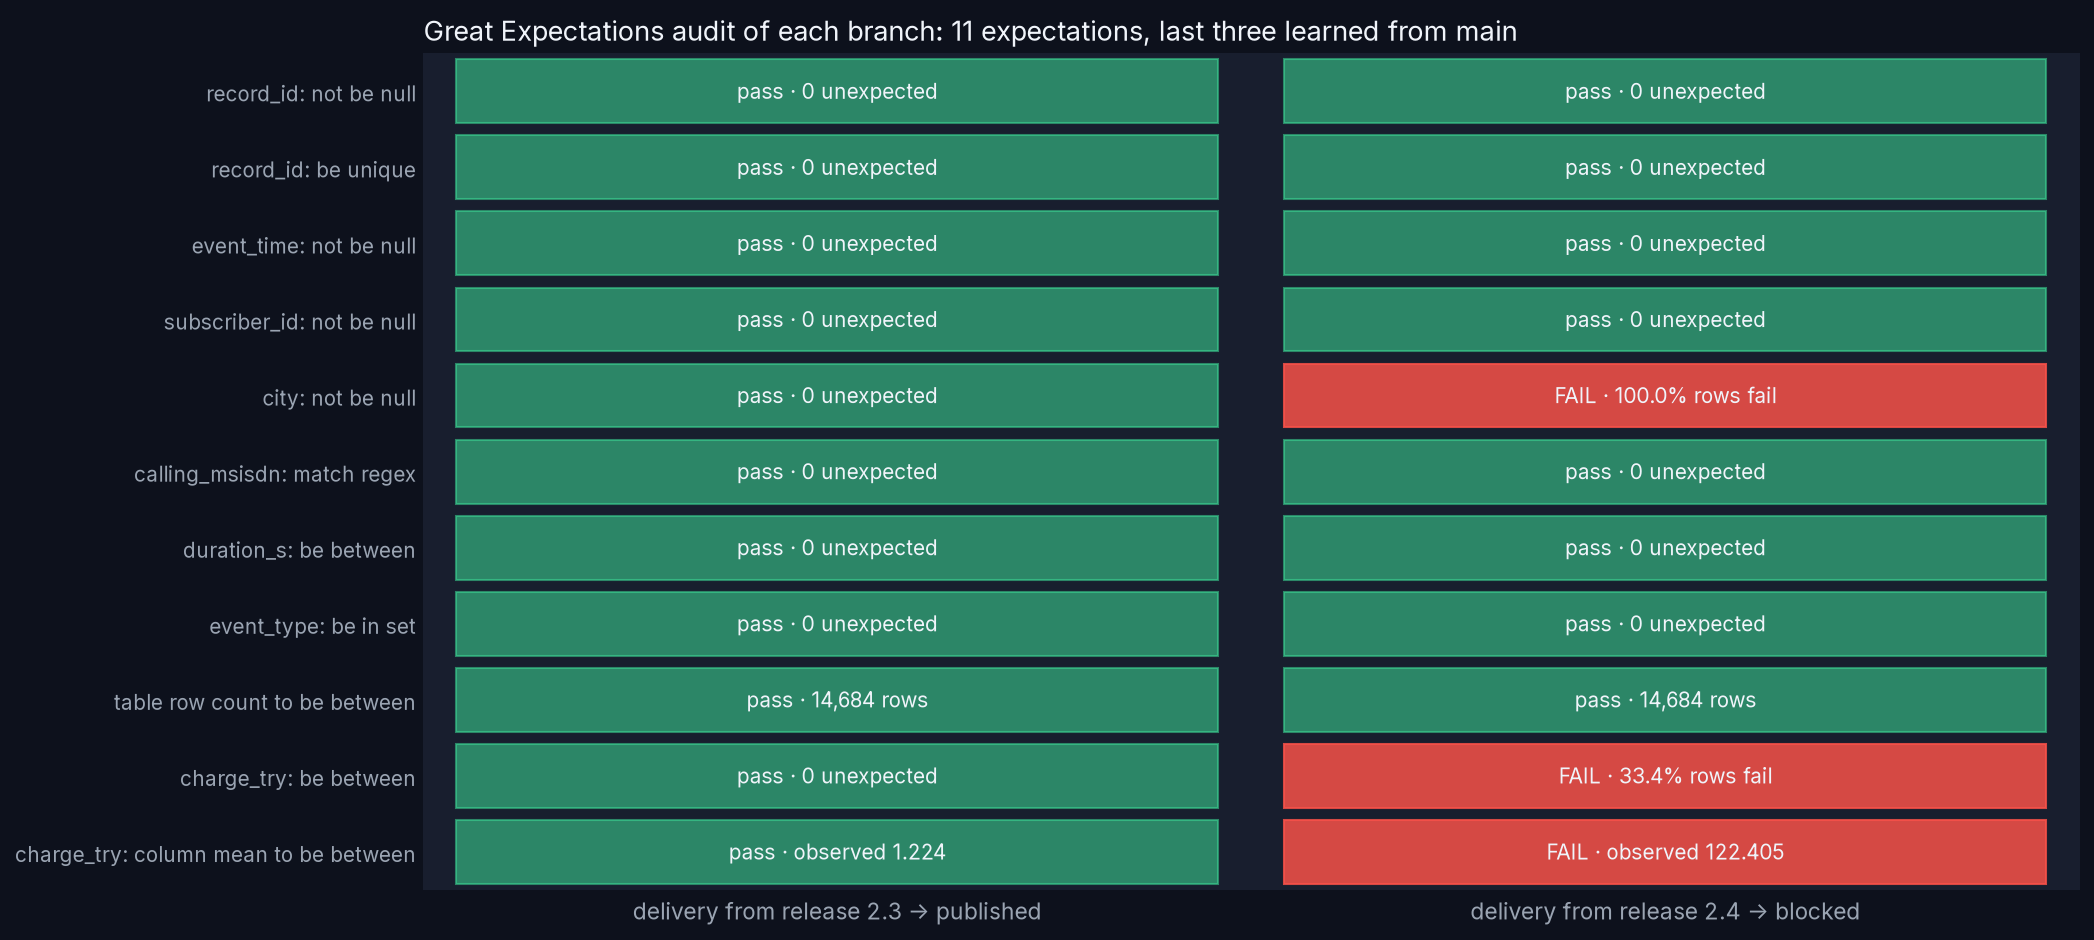 Great Expectations audit of each branch: 11 expectations, last three learned from main
record_id: not be null
pass · 0 unexpected
pass · 0 unexpected
record_id: be unique
pass · 0 unexpected
pass · 0 unexpected
event_time: not be null
pass · 0 unexpected
pass · 0 unexpected
subscriber_id: not be null
pass · 0 unexpected
pass · 0 unexpected
city: not be null
pass · 0 unexpected
FAIL · 100.0% rows fail
calling_msisdn: match regex
pass · 0 unexpected
pass · 0 unexpected
duration_s: be between
pass · 0 unexpected
pass · 0 unexpected
event_type: be in set
pass · 0 unexpected
pass · 0 unexpected
table row count to be between
pass · 14,684 rows
pass · 14,684 rows
charge_try: be between
pass · 0 unexpected
FAIL · 33.4% rows fail
charge_try: column mean to be between
pass · observed 1.224
FAIL · observed 122.405
delivery from release 2.3 → published
delivery from release 2.4 → blocked